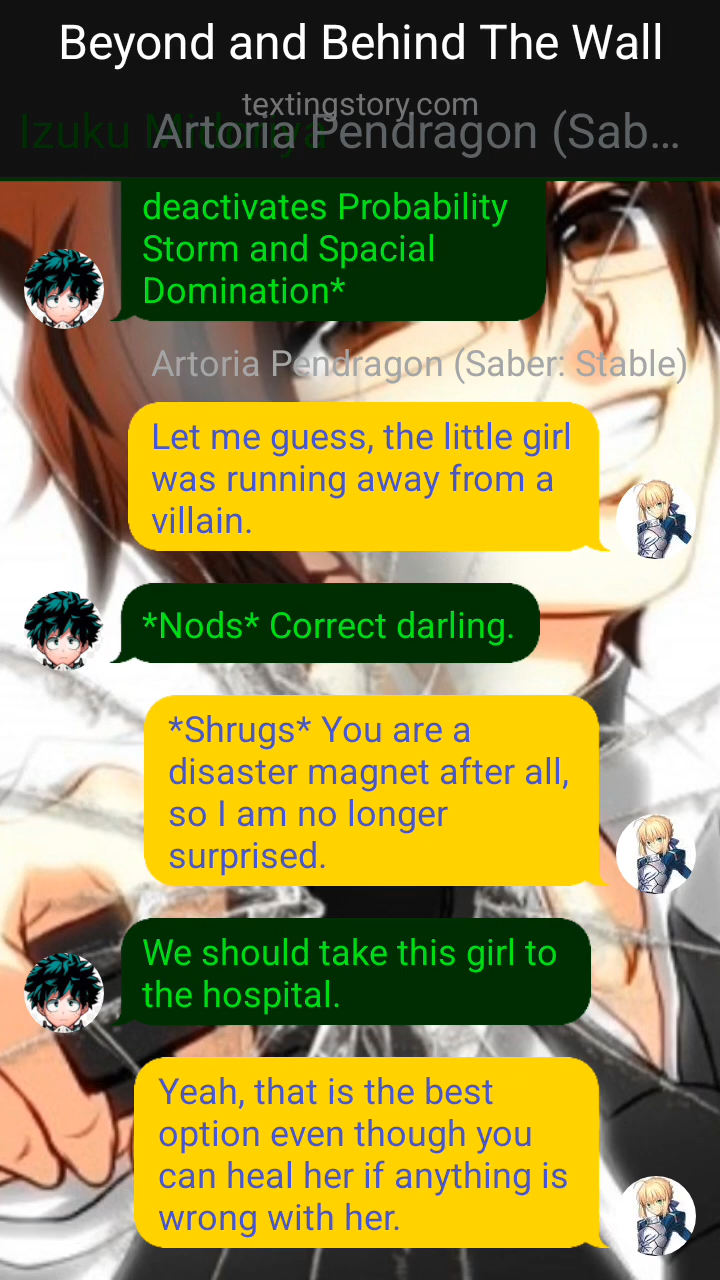 Beyond and Behind The Wall
textingstory.com
Izuku Midoriya
Artoria Pendragon (Sab...
deactivates Probability
Storm and Spacial
Domination*
Artoria Pendragon (Saber: Stable)
Let me guess, the little girl
was running away from a
villain.
*Nods* Correct darling.
*Shrugs* You are a
disaster magnet after all,
so I am no longer
surprised.
We should take this girl to
the hospital.
Yeah, that is the best
option even though you
can heal her if anything is
wrong with her.